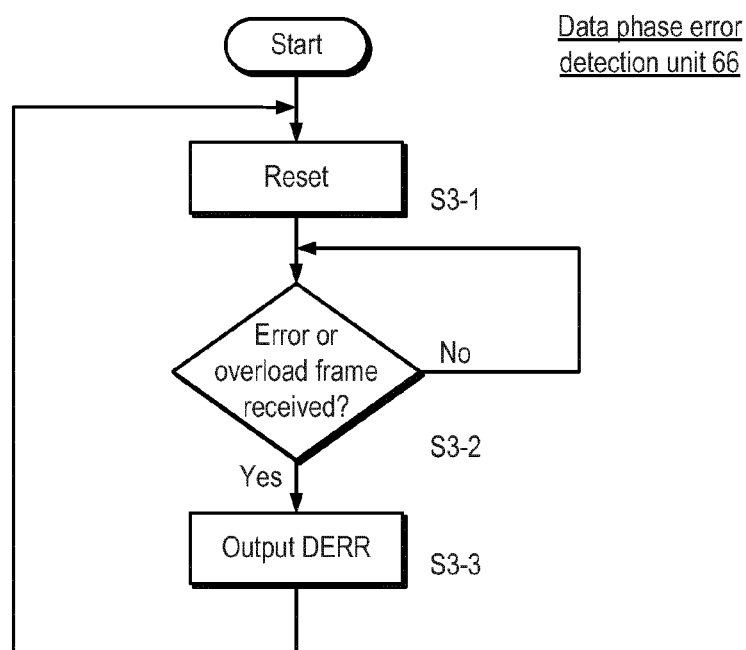 Data phase error
detection unit 66
Start
Reset
S3-1
Error or
overload frame
received?
No
S3-2
Yes
Output DERR
S3-3